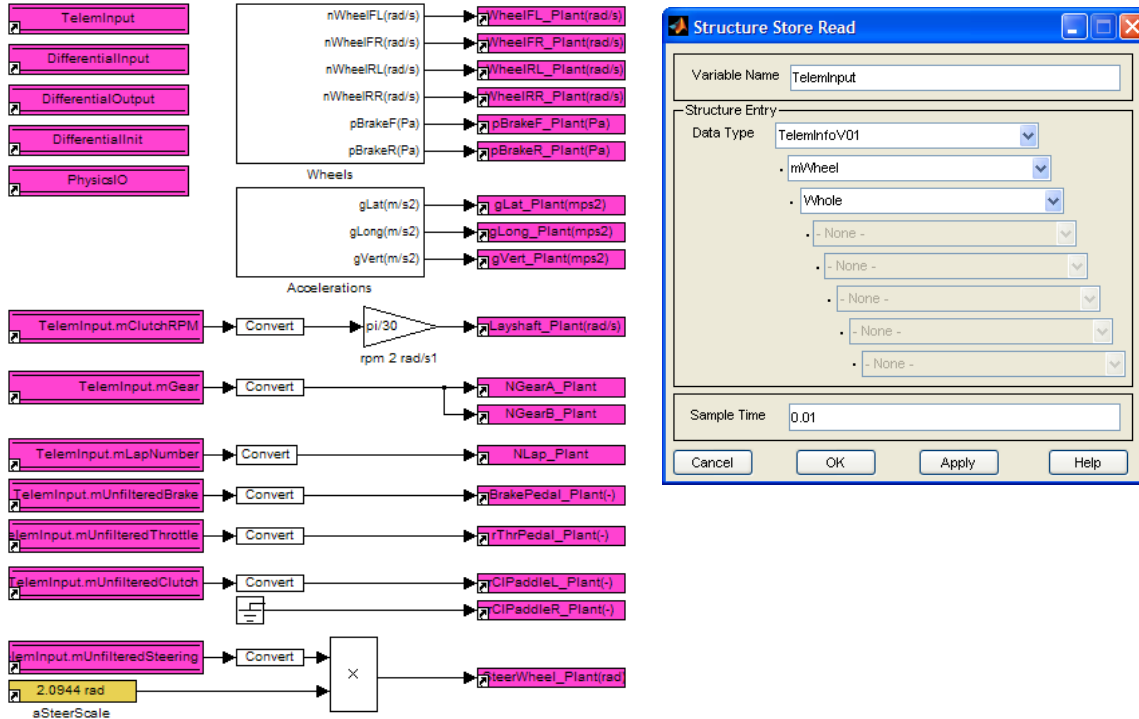 TelemInput
DifferentialInput
DifferentialOutput
DifferentialInit
PhysicsIO
nWheelFL(rad/s)
nWheelFR(rad/s)
nWheelRL(rad/s)
nWheelRR(rad/s)
pBrakeF(Pa)
pBrakeR(Pa)
Wheels
WheelFL_Plant(rad/s)
WheelFR_Plant(rad/s)
WheelRL_Plant(rad/s)
WheelRR_Plant(rad/s)
pBrakeF_Plant(Pa)
pBrakeR_Plant(Pa)
gLat(m/s2)
gLong(m/s2)
gVert(m/s2)
Accelerations
gLat_Plant(mps2)
gLong_Plant(mps2)
gVert_Plant(mps2)
TelemInput.mClutchRPM
Convert
pi/30
rpm 2 rad/s1
Layshaft_Plant(rad/s)
TelemInput.mGear
Convert
NGearA_Plant
NGearB_Plant
TelemInput.mLapNumber
Convert
NLap_Plant
TelemInput.mUnfilteredBrake
Convert
BrakePedal_Plant(-)
elemInput.mUnfilteredThrottle
Convert
rThrPedal_Plant(-)
TelemInput.mUnfilteredClutch
Convert
rClPaddleL_Plant(-)
rClPaddleR_Plant(-)
elemInput.mUnfilteredSteering
Convert
×
SteerWheel_Plant(rad)
2.0944 rad
aSteerScale
Structure Store Read
Variable Name TelemInput
Structure Entry
Data Type TelemInfoV01
. mWheel
. Whole
. - None -
. - None -
. - None -
. - None -
. - None -
Sample Time 0.01
Cancel OK Apply Help